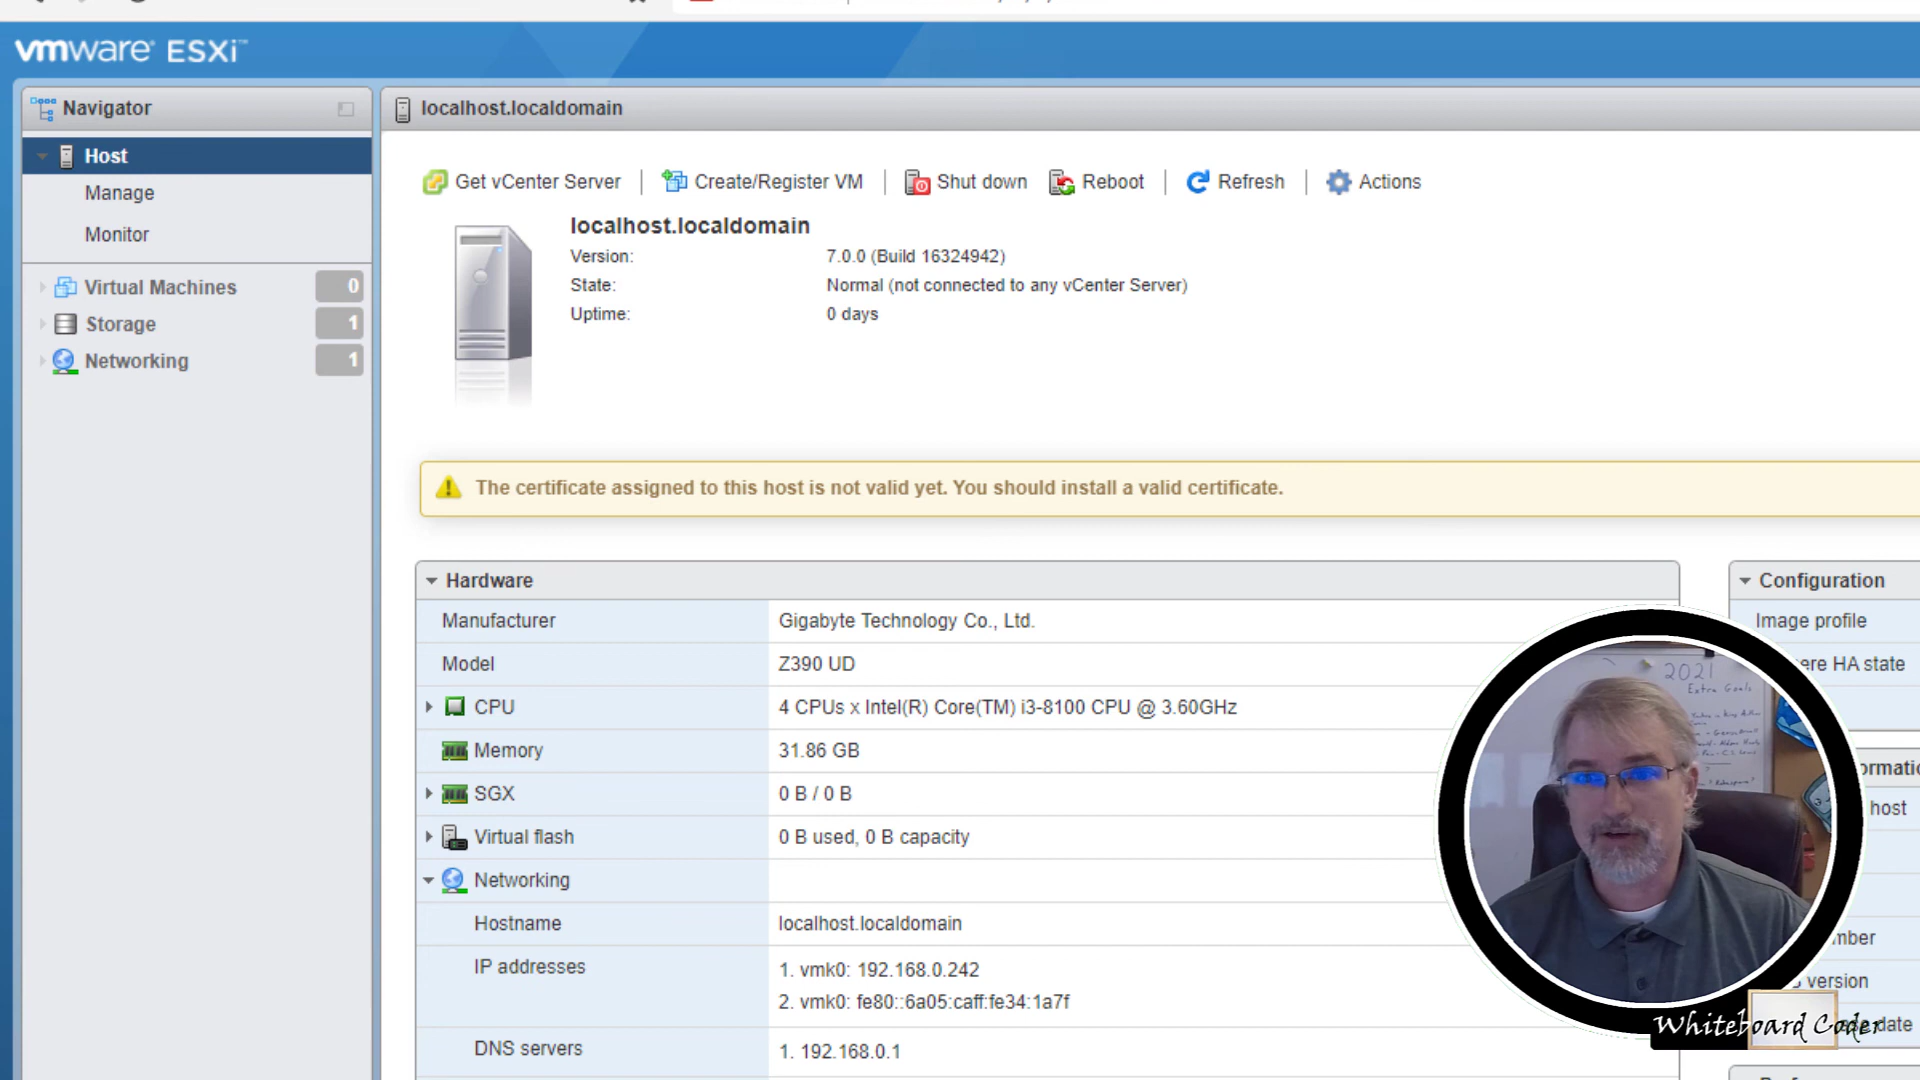 vmware ESXi™
Navigator
localhost.localdomain
Host
Manage
Monitor
Virtual Machines 0
Storage 1
Networking 1
Get vCenter Server Create/Register VM Shut down Reboot Refresh Actions
localhost.localdomain
Version: 7.0.0 (Build 16324942)
State: Normal (not connected to any vCenter Server)
Uptime: 0 days
The certificate assigned to this host is not valid yet. You should install a valid certificate.
Hardware
Manufacturer Gigabyte Technology Co., Ltd.
Model Z390 UD
CPU 4 CPUs x Intel(R) Core(TM) i3-8100 CPU @ 3.60GHz
Memory 31.86 GB
SGX 0 B / 0 B
Virtual flash 0 B used, 0 B capacity
Networking
Hostname localhost.localdomain
IP addresses 1. vmk0: 192.168.0.242
2. vmk0: fe80::6a05:caff:fe34:1a7f
DNS servers 1. 192.168.0.1
Configuration
Image profile
HA state
host
version
date
2021
Extra Goals
Whiteboard Coder